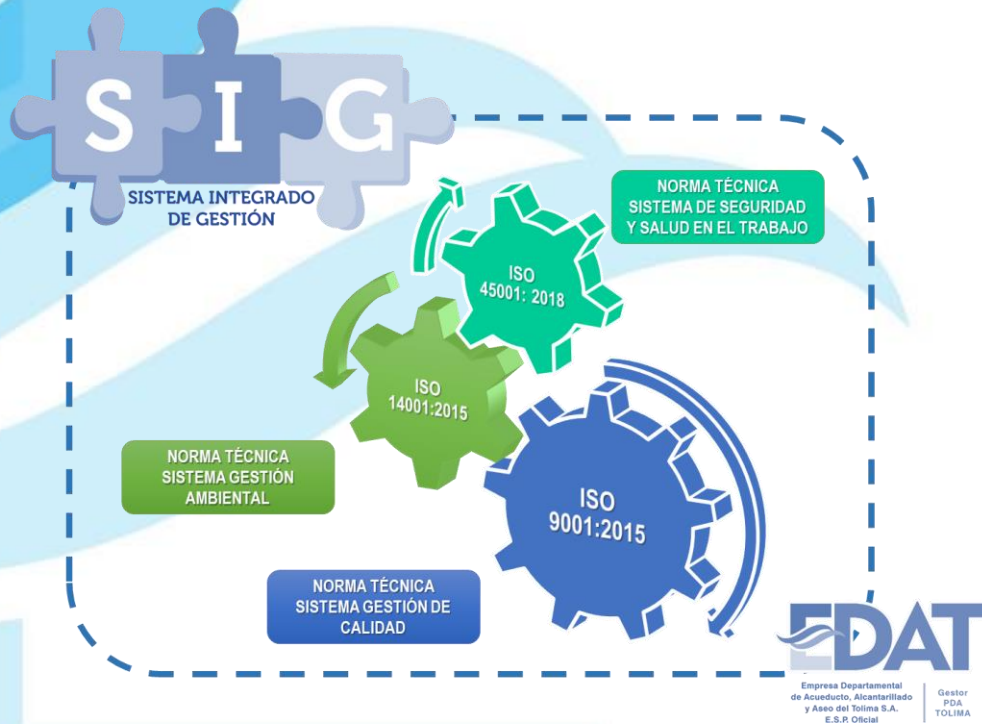 SIG
SISTEMA INTEGRADO
DE GESTIÓN
NORMA TÉCNICA
SISTEMA DE SEGURIDAD
Y SALUD EN EL TRABAJO
ISO
45001: 2018
ISO
14001:2015
NORMA TÉCNICA
SISTEMA GESTIÓN
AMBIENTAL
ISO
9001:2015
NORMA TÉCNICA
SISTEMA GESTIÓN DE
CALIDAD
EDAT
Empresa Departamental
de Acueducto, Alcantarillado
y Aseo del Tolima S.A.
E.S.P. Oficial
Gestor
PDA
TOLIMA